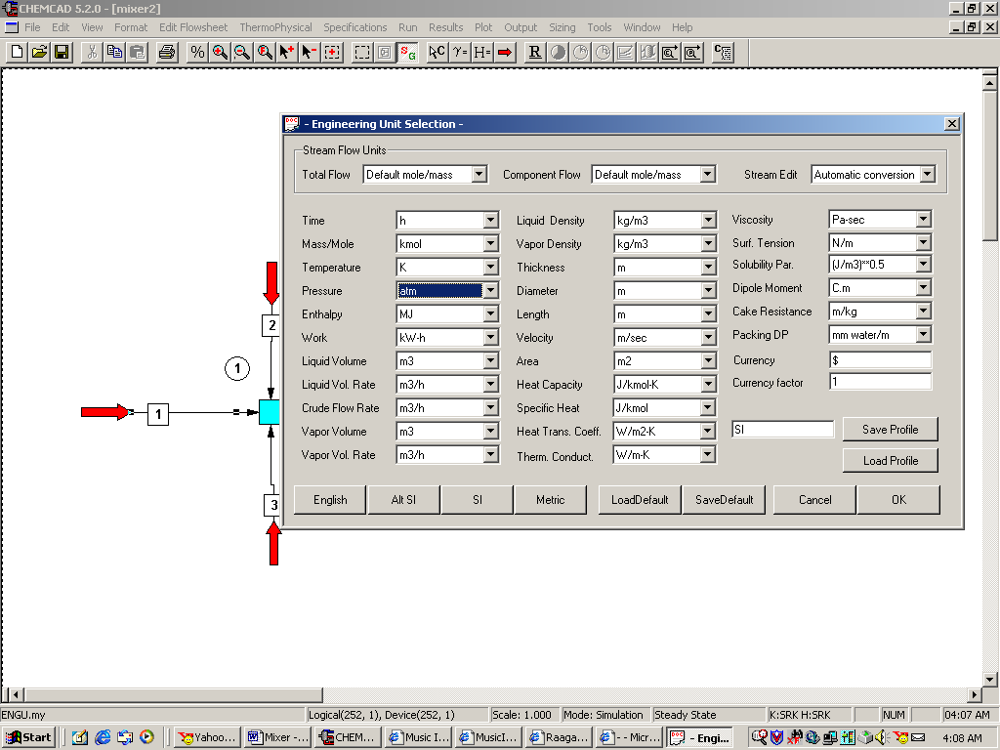 CHEMCAD 5.2.0 - [mixer2]
File Edit View Format Edit Flowsheet ThermoPhysical Specifications Run Results Plot Output Sizing Tools Window Help
% C γ= H= R C
S G
- Engineering Unit Selection -
Stream Flow Units
Total Flow Default mole/mass Component Flow Default mole/mass Stream Edit Automatic conversion
Time h Liquid Density kg/m3 Viscosity Pa-sec
Mass/Mole kmol Vapor Density kg/m3 Surf. Tension N/m
Temperature K Thickness m Solubility Par. (J/m3)**0.5
Pressure atm Diameter m Dipole Moment C.m
Enthalpy MJ Length m Cake Resistance m/kg
Work kW-h Velocity m/sec Packing DP mm water/m
Liquid Volume m3 Area m2 Currency $
Liquid Vol. Rate m3/h Heat Capacity J/kmol-K Currency factor 1
Crude Flow Rate m3/h Specific Heat J/kmol
Vapor Volume m3 Heat Trans. Coeff. W/m2-K SI Save Profile
Vapor Vol. Rate m3/h Therm. Conduct. W/m-K Load Profile
English Alt SI SI Metric LoadDefault SaveDefault Cancel OK
2
1
1
3
ENGU.my Logical(252, 1), Device(252, 1) Scale: 1.000 Mode: Simulation Steady State K:SRK H:SRK NUM 04:07 AM
Start Yahoo... Mixer -... CHEM... Music I... MusicI... Raaga... - - Micr... - Engi... 4:08 AM